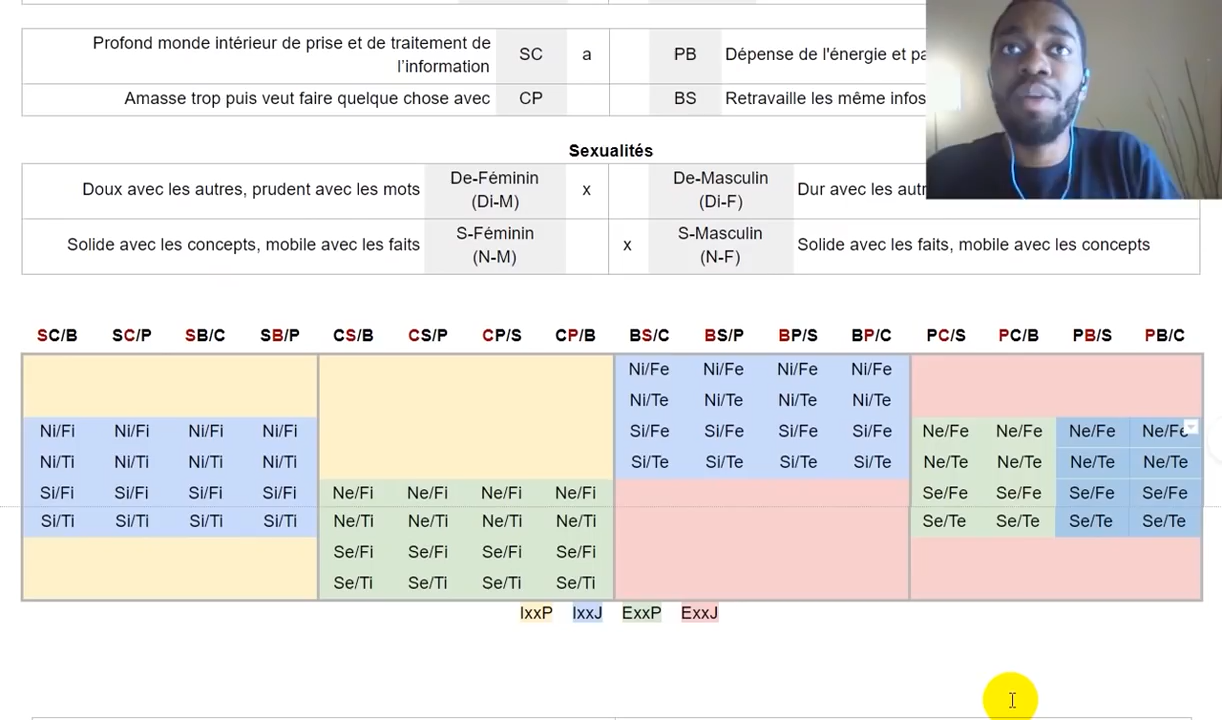 Profond monde intérieur de prise et de traitement de
l'information SC a PB Dépense de l'énergie et
Amasse trop puis veut faire quelque chose avec CP BS Retravaille les même infos
Sexualités
Doux avec les autres, prudent avec les mots De-Féminin (Di-M) x De-Masculin (Di-F) Dur avec les
Solide avec les concepts, mobile avec les faits S-Féminin (N-M) x S-Masculin (N-F) Solide avec les faits, mobile avec les concepts
SC/B SC/P SB/C SB/P CS/B CS/P CP/S CP/B BS/C BS/P BP/S BP/C PC/S PC/B PB/S PB/C
Ni/Fe Ni/Fe Ni/Fe Ni/Fe
Ni/Te Ni/Te Ni/Te Ni/Te
Ni/Fi Ni/Fi Ni/Fi Ni/Fi Si/Fe Si/Fe Si/Fe Si/Fe Ne/Fe Ne/Fe Ne/Fe Ne/Fe
Ni/Ti Ni/Ti Ni/Ti Ni/Ti Si/Te Si/Te Si/Te Si/Te Ne/Te Ne/Te Ne/Te Ne/Te
Si/Fi Si/Fi Si/Fi Si/Fi Ne/Fi Ne/Fi Ne/Fi Ne/Fi Se/Fe Se/Fe Se/Fe Se/Fe
Si/Ti Si/Ti Si/Ti Si/Ti Ne/Ti Ne/Ti Ne/Ti Ne/Ti Se/Te Se/Te Se/Te Se/Te
Se/Fi Se/Fi Se/Fi Se/Fi
Se/Ti Se/Ti Se/Ti Se/Ti
IxxP IxxJ ExxP ExxJ